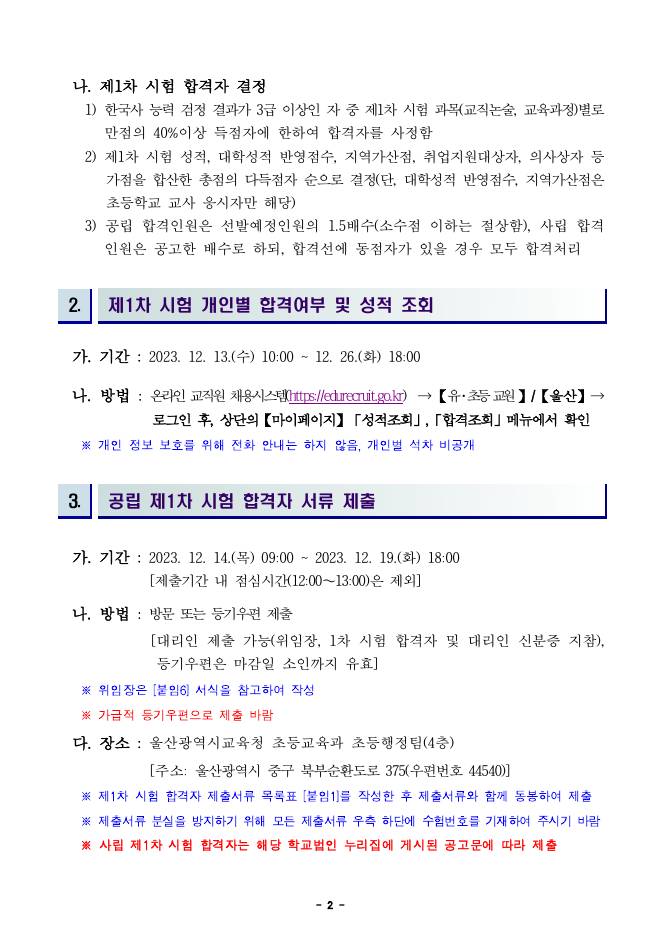 나. 제1차 시험 합격자 결정
1) 한국사 능력 검정 결과가 3급 이상인 자 중 제1차 시험 과목(교직논술, 교육과정)별로
만점의 40%이상 득점자에 한하여 합격자를 사정함
2) 제1차 시험 성적, 대학성적 반영점수, 지역가산점, 취업지원대상자, 의사상자 등
가점을 합산한 총점의 다득점자 순으로 결정(단, 대학성적 반영점수, 지역가산점은
초등학교 교사 응시자만 해당)
3) 공립 합격인원은 선발예정인원의 1.5배수(소수점 이하는 절상함), 사립 합격
인원은 공고한 배수로 하되, 합격선에 동점자가 있을 경우 모두 합격처리
2. 제1차 시험 개인별 합격여부 및 성적 조회
가. 기간 : 2023. 12. 13.(수) 10:00 ~ 12. 26.(화) 18:00
나. 방법 : 온라인 교직원 채용시스템(https://edurecruit.go.kr) →【유·초등 교원】/【울산】→
로그인 후, 상단의【마이페이지】「성적조회」,「합격조회」메뉴에서 확인
※ 개인 정보 보호를 위해 전화 안내는 하지 않음, 개인별 석차 비공개
3. 공립 제1차 시험 합격자 서류 제출
가. 기간 : 2023. 12. 14.(목) 09:00 ~ 2023. 12. 19.(화) 18:00
[제출기간 내 점심시간(12:00∼13:00)은 제외]
나. 방법 : 방문 또는 등기우편 제출
[대리인 제출 가능(위임장, 1차 시험 합격자 및 대리인 신분증 지참),
등기우편은 마감일 소인까지 유효]
※ 위임장은 [붙임6] 서식을 참고하여 작성
※ 가급적 등기우편으로 제출 바람
다. 장소 : 울산광역시교육청 초등교육과 초등행정팀(4층)
[주소: 울산광역시 중구 북부순환도로 375(우편번호 44540)]
※ 제1차 시험 합격자 제출서류 목록표 [붙임1]를 작성한 후 제출서류와 함께 동봉하여 제출
※ 제출서류 분실을 방지하기 위해 모든 제출서류 우측 하단에 수험번호를 기재하여 주시기 바람
※ 사립 제1차 시험 합격자는 해당 학교법인 누리집에 게시된 공고문에 따라 제출
- 2 -